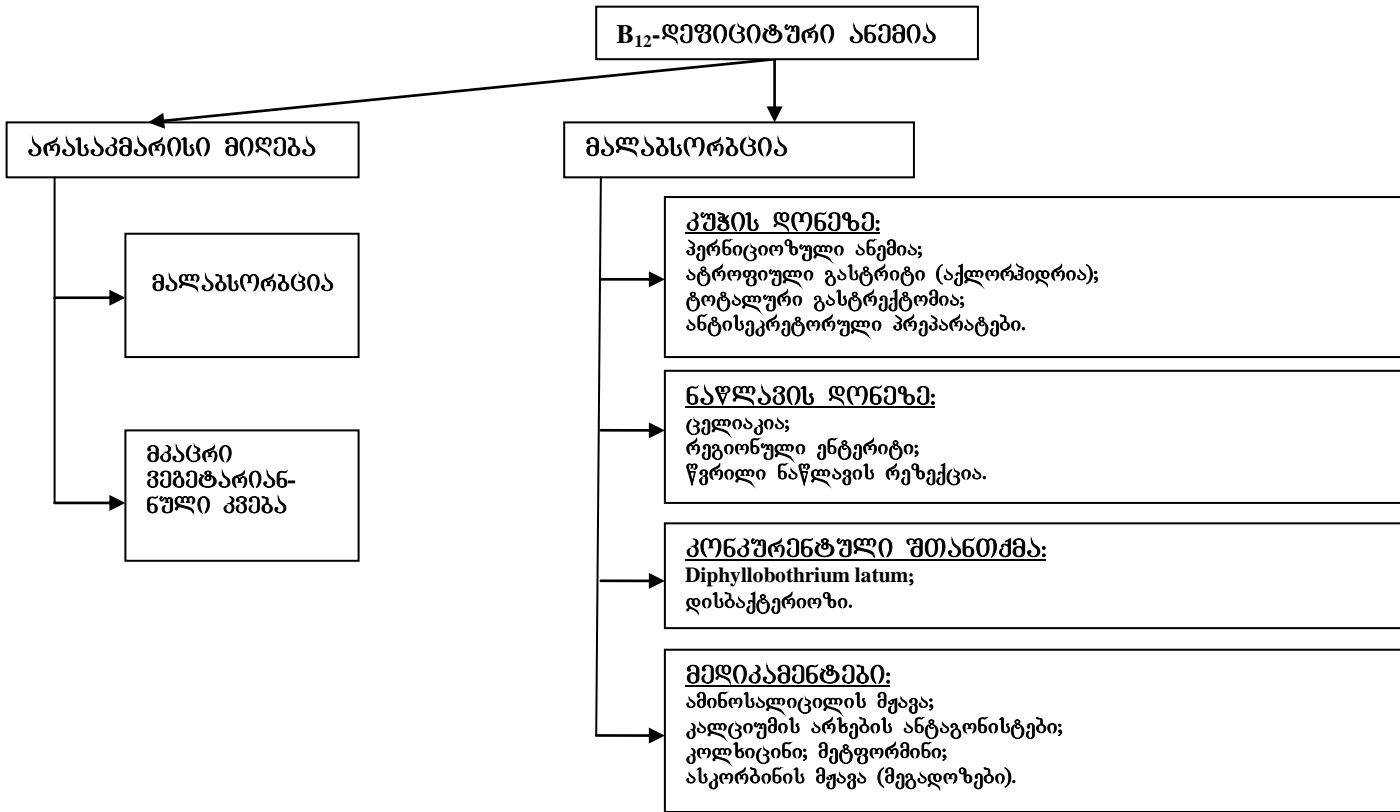 B12-ᲓᲔᲤᲘᲪᲘᲢᲣᲠᲘ ᲐᲜᲔᲛᲘᲐ
ᲐᲠᲐᲡᲐᲙᲛᲐᲠᲘᲡᲘ ᲛᲘᲦᲔᲑᲐ
ᲛᲐᲚᲐᲑᲡᲝᲠᲑᲪᲘᲐ
ᲛᲙᲐᲪᲠᲘ
ᲕᲔᲒᲔᲢᲐᲠᲘᲐᲜ-
ᲜᲣᲚᲘ ᲙᲕᲔᲑᲐ
ᲛᲐᲚᲐᲑᲡᲝᲠᲑᲪᲘᲐ
ᲙᲣᲭᲘᲡ ᲓᲝᲜᲔᲖᲔ:
პერნიციოზული ანემია;
ატროფიული გასტრიტი (აქლორჰიდრია);
ტოტალური გასტრექტომია;
ანტისეკრეტორული პრეპარატები.
ᲜᲐᲬᲚᲐᲕᲘᲡ ᲓᲝᲜᲔᲖᲔ:
ცელიაკია;
რეგიონული ენტერიტი;
წვრილი ნაწლავის რეზექცია.
ᲙᲝᲜᲙᲣᲠᲔᲜᲢᲣᲚᲘ ᲨᲗᲐᲜᲗᲥᲛᲐ:
Diphyllobothrium latum;
დისბაქტერიოზი.
ᲛᲔᲓᲘᲙᲐᲛᲔᲜᲢᲔᲑᲘ:
ამინოსალიცილის მჟავა;
კალციუმის არხების ანტაგონისტები;
კოლხიცინი; მეტფორმინი;
ასკორბინის მჟავა (მეგადოზები).